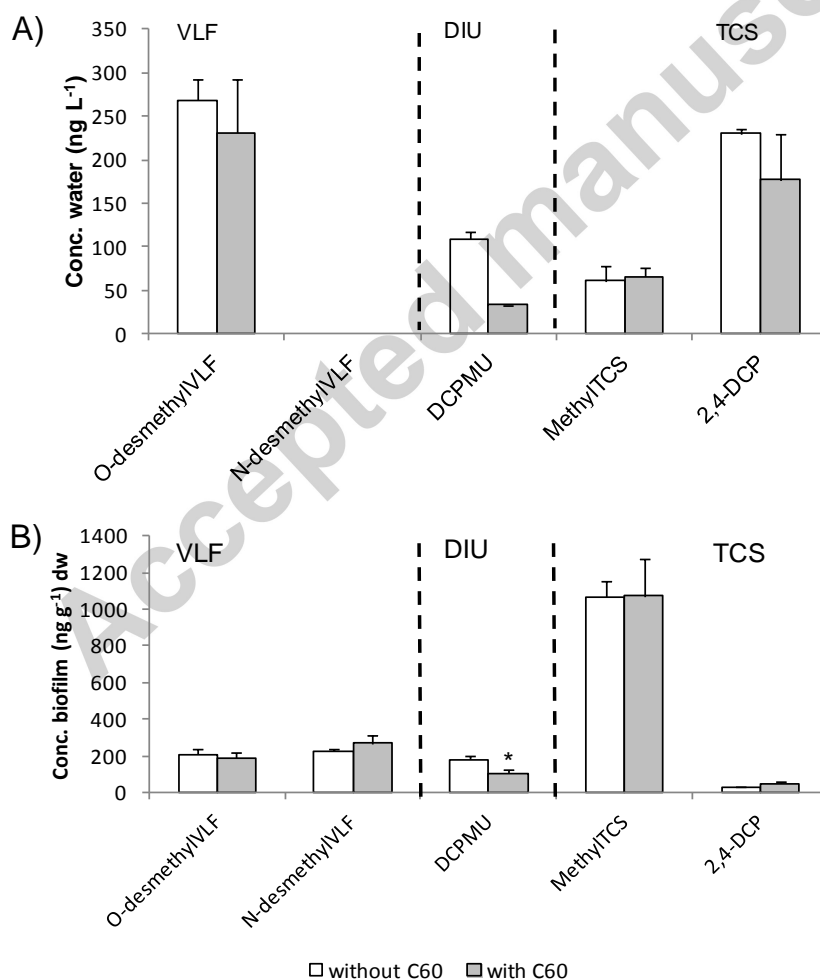 A)
VLF DIU TCS
Conc. water (ng L-1)
350
300
250
200
150
100
50
0
O-desmethylVLF
N-desmethylVLF
DCPMU
MethylTCS
2,4-DCP
Accepted manusc
B)
VLF DIU TCS
Conc. biofilm (ng g-1) dw
1400
1200
1000
800
600
400
200
0
*
O-desmethylVLF
N-desmethylVLF
DCPMU
MethylTCS
2,4-DCP
without C60 with C60